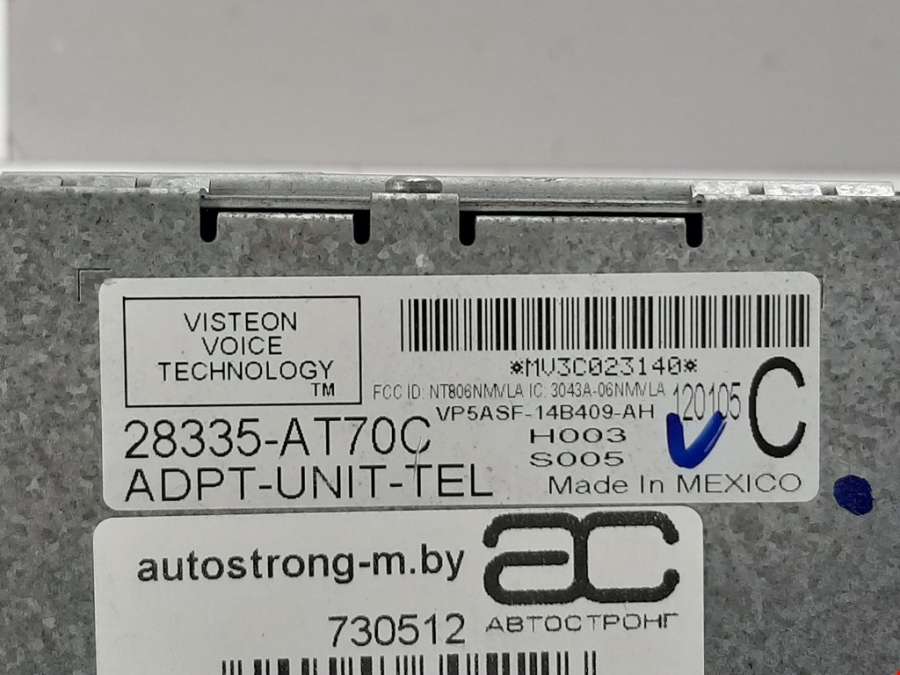 VISTEON
VOICE
TECHNOLOGY
TM
*MV3C023140*
FCC ID: NT806NMVLA IC: 3043A-06NMVLA
120105
C
VP5ASF-14B409-AH
28335-AT70C
H003
S005
ADPT-UNIT-TEL
Made In MEXICO
autostrong-m.by
ac
730512
АВТОСТРОНГ